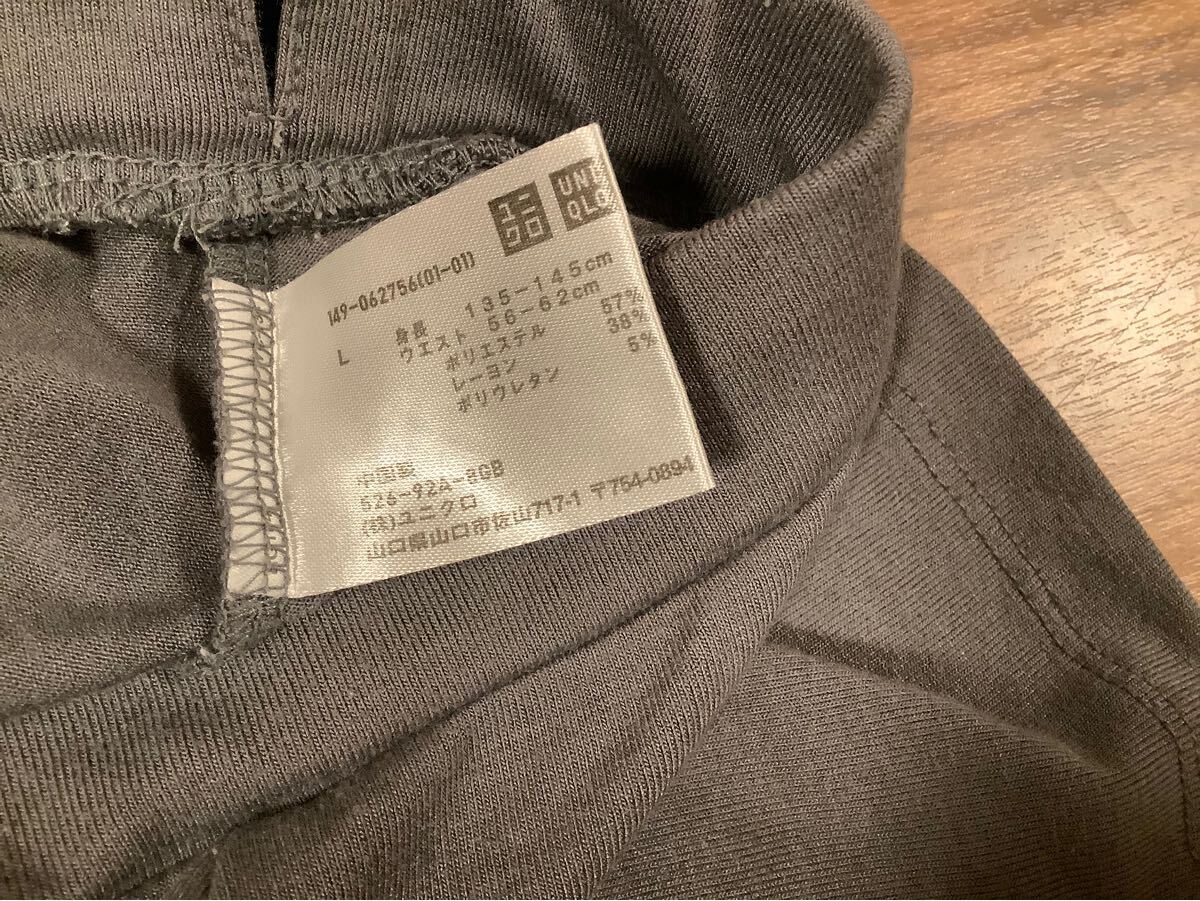 ユニ
クロ
UNI
QLO
149-062756(01-01)
L 身長 135-145cm
ウエスト 56-62cm
ポリエステル 57%
レーヨン 38%
ポリウレタン 5%
中国製
526-92A-8GB
(株)ユニクロ
山口県山口市佐山717-1 〒754-0894